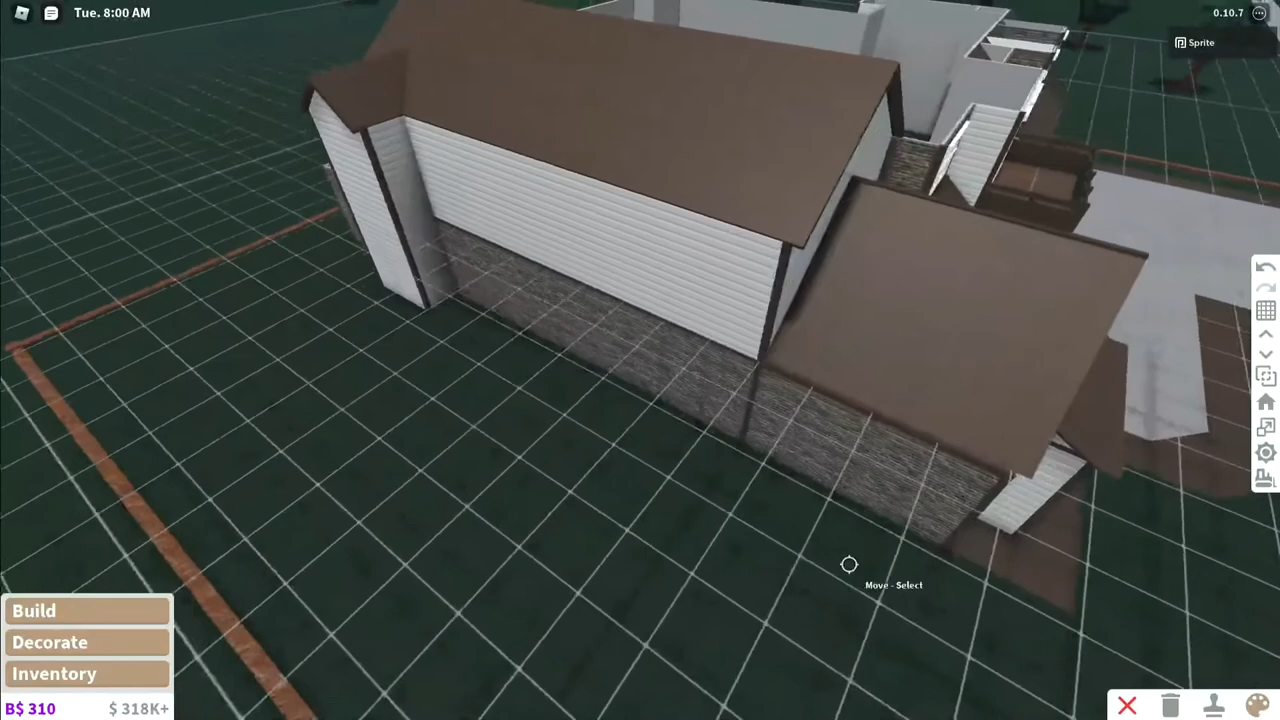 Tue. 8:00 AM
0.10.7
Sprite
Move - Select
Build
Decorate
Inventory
B$ 310
$ 318K+